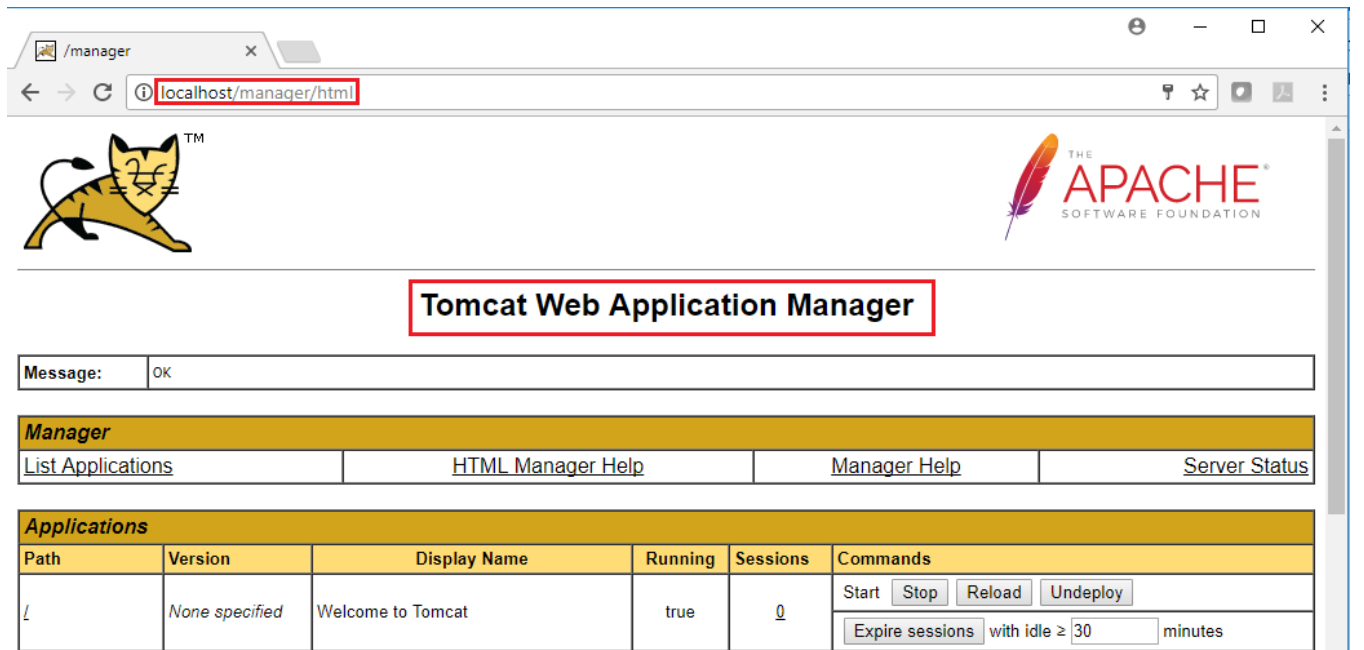 /manager
localhost/manager/html
TM
THE
APACHE®
SOFTWARE FOUNDATION
Tomcat Web Application Manager
Message: OK
Manager
List Applications HTML Manager Help Manager Help Server Status
Applications
Path Version Display Name Running Sessions Commands
Start Stop Reload Undeploy
/ None specified Welcome to Tomcat true 0
Expire sessions with idle ≥ 30 minutes